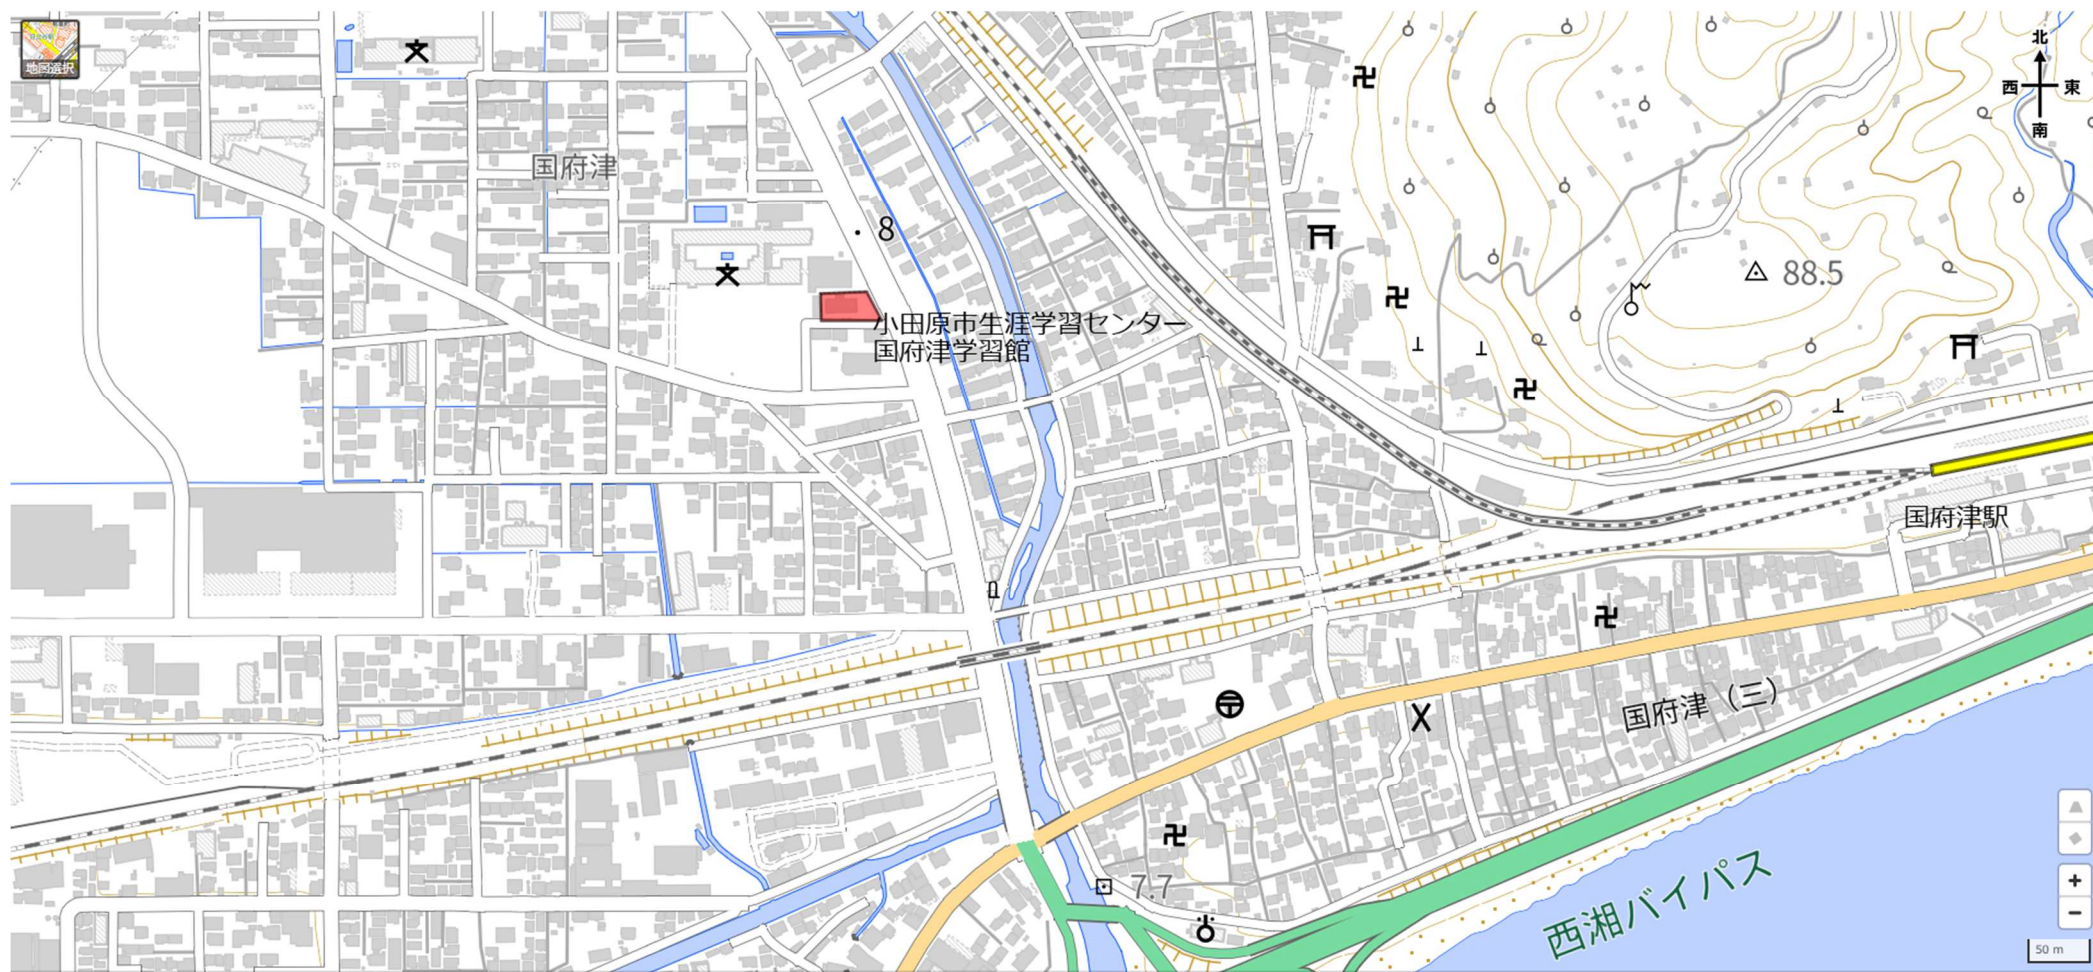 地図選択
北
西 東
南
国府津
8
88.5
小田原市生涯学習センター
国府津学習館
国府津駅
国府津（三）
7.7
西湘バイパス
+
−
50 m